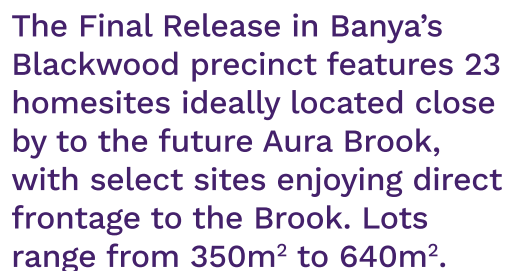 The Final Release in Banya’s
Blackwood precinct features 23
homesites ideally located close
by to the future Aura Brook,
with select sites enjoying direct
frontage to the Brook. Lots
range from 350m² to 640m².